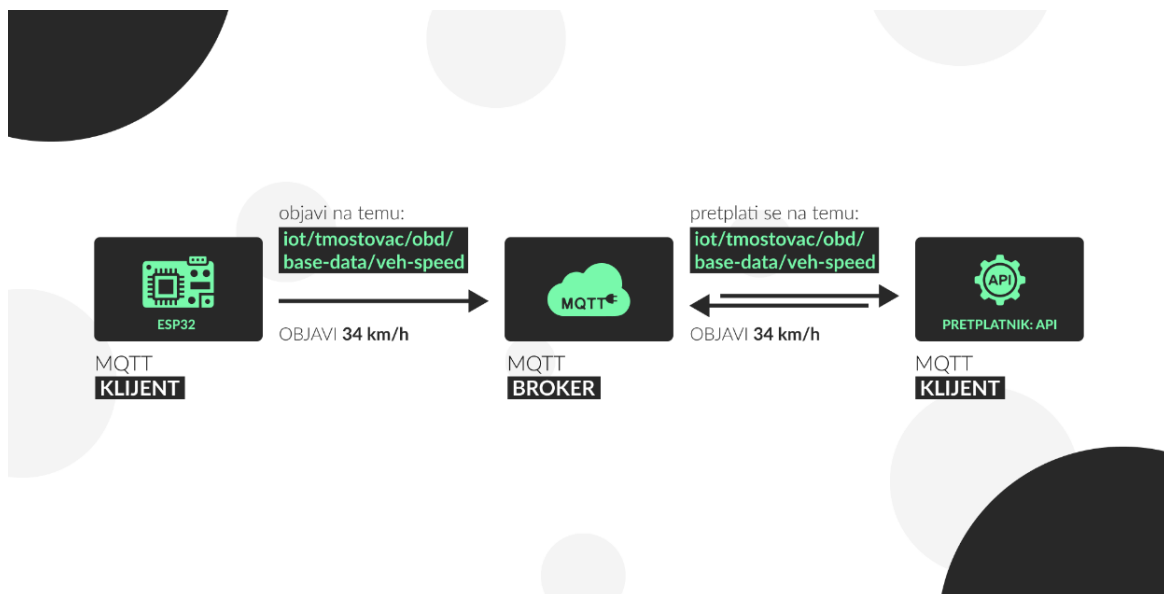 objavi na temu:
iot/tmostovac/obd/
base-data/veh-speed
ESP32
OBJAVI 34 km/h
MQTT
KLIJENT
MQTT
MQTT
BROKER
pretplati se na temu:
iot/tmostovac/obd/
base-data/veh-speed
OBJAVI 34 km/h
API
PRETPLATNIK: API
MQTT
KLIJENT